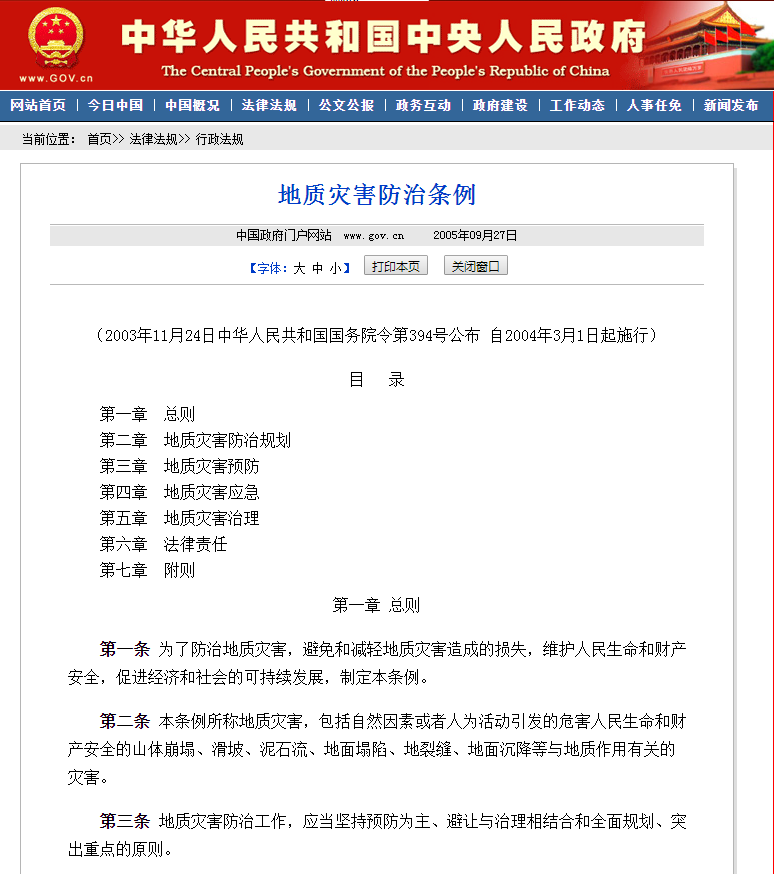 中华人民共和国中央人民政府
www.GOV.cn
The Central People's Government of the People's Republic of China
网站首页 | 今日中国 | 中国概况 | 法律法规 | 公文公报 | 政务互动 | 政府建设 | 工作动态 | 人事任免 | 新闻发布
当前位置: 首页>> 法律法规>> 行政法规
地质灾害防治条例
中国政府门户网站 www.gov.cn 2005年09月27日
【字体：大 中 小】 打印本页 关闭窗口
（2003年11月24日中华人民共和国国务院令第394号公布 自2004年3月1日起施行）
目 录
第一章 总则
第二章 地质灾害防治规划
第三章 地质灾害预防
第四章 地质灾害应急
第五章 地质灾害治理
第六章 法律责任
第七章 附则
第一章 总则
第一条 为了防治地质灾害，避免和减轻地质灾害造成的损失，维护人民生命和财产
安全，促进经济和社会的可持续发展，制定本条例。
第二条 本条例所称地质灾害，包括自然因素或者人为活动引发的危害人民生命和财
产安全的山体崩塌、滑坡、泥石流、地面塌陷、地裂缝、地面沉降等与地质作用有关的
灾害。
第三条 地质灾害防治工作，应当坚持预防为主、避让与治理相结合和全面规划、突
出重点的原则。